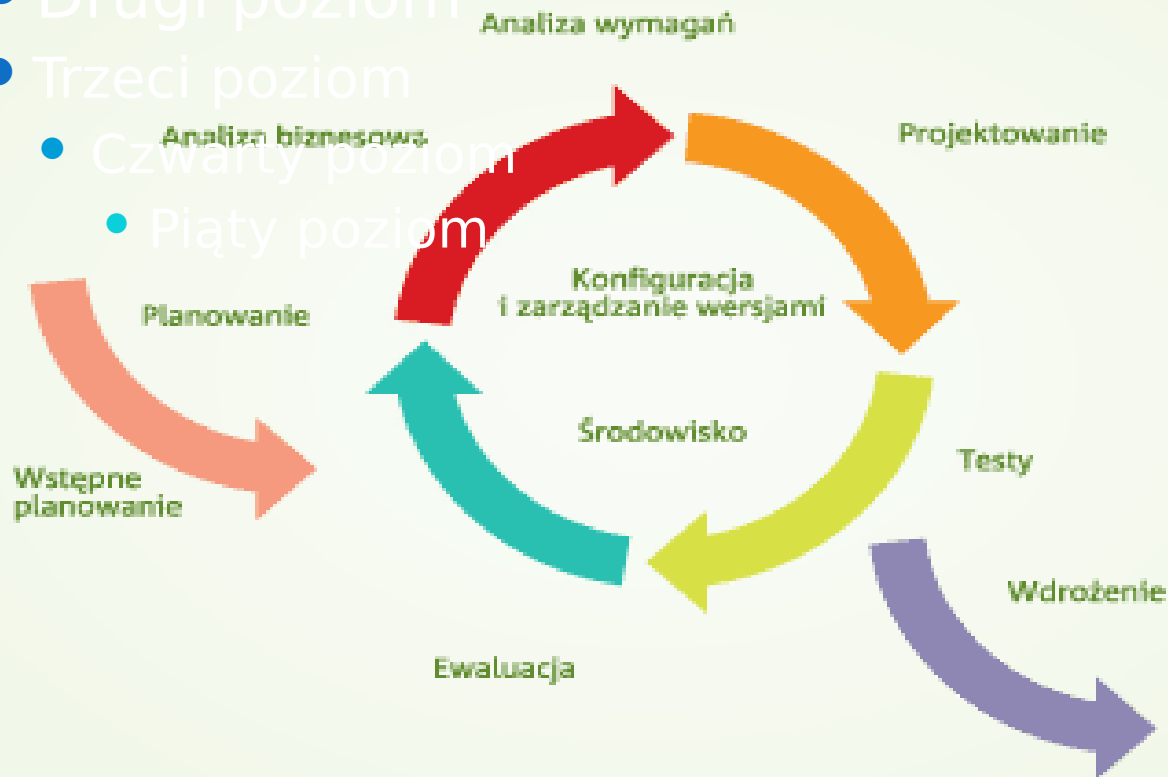 Drugi poziom
Analiza wymagań
Trzeci poziom
Analiza biznesowa
Projektowanie
Czwarty poziom
Piąty poziom
Konfiguracja
i zarządzanie wersjami
Planowanie
Środowisko
Testy
Wstępne
planowanie
Wdrożenie
Ewaluacja